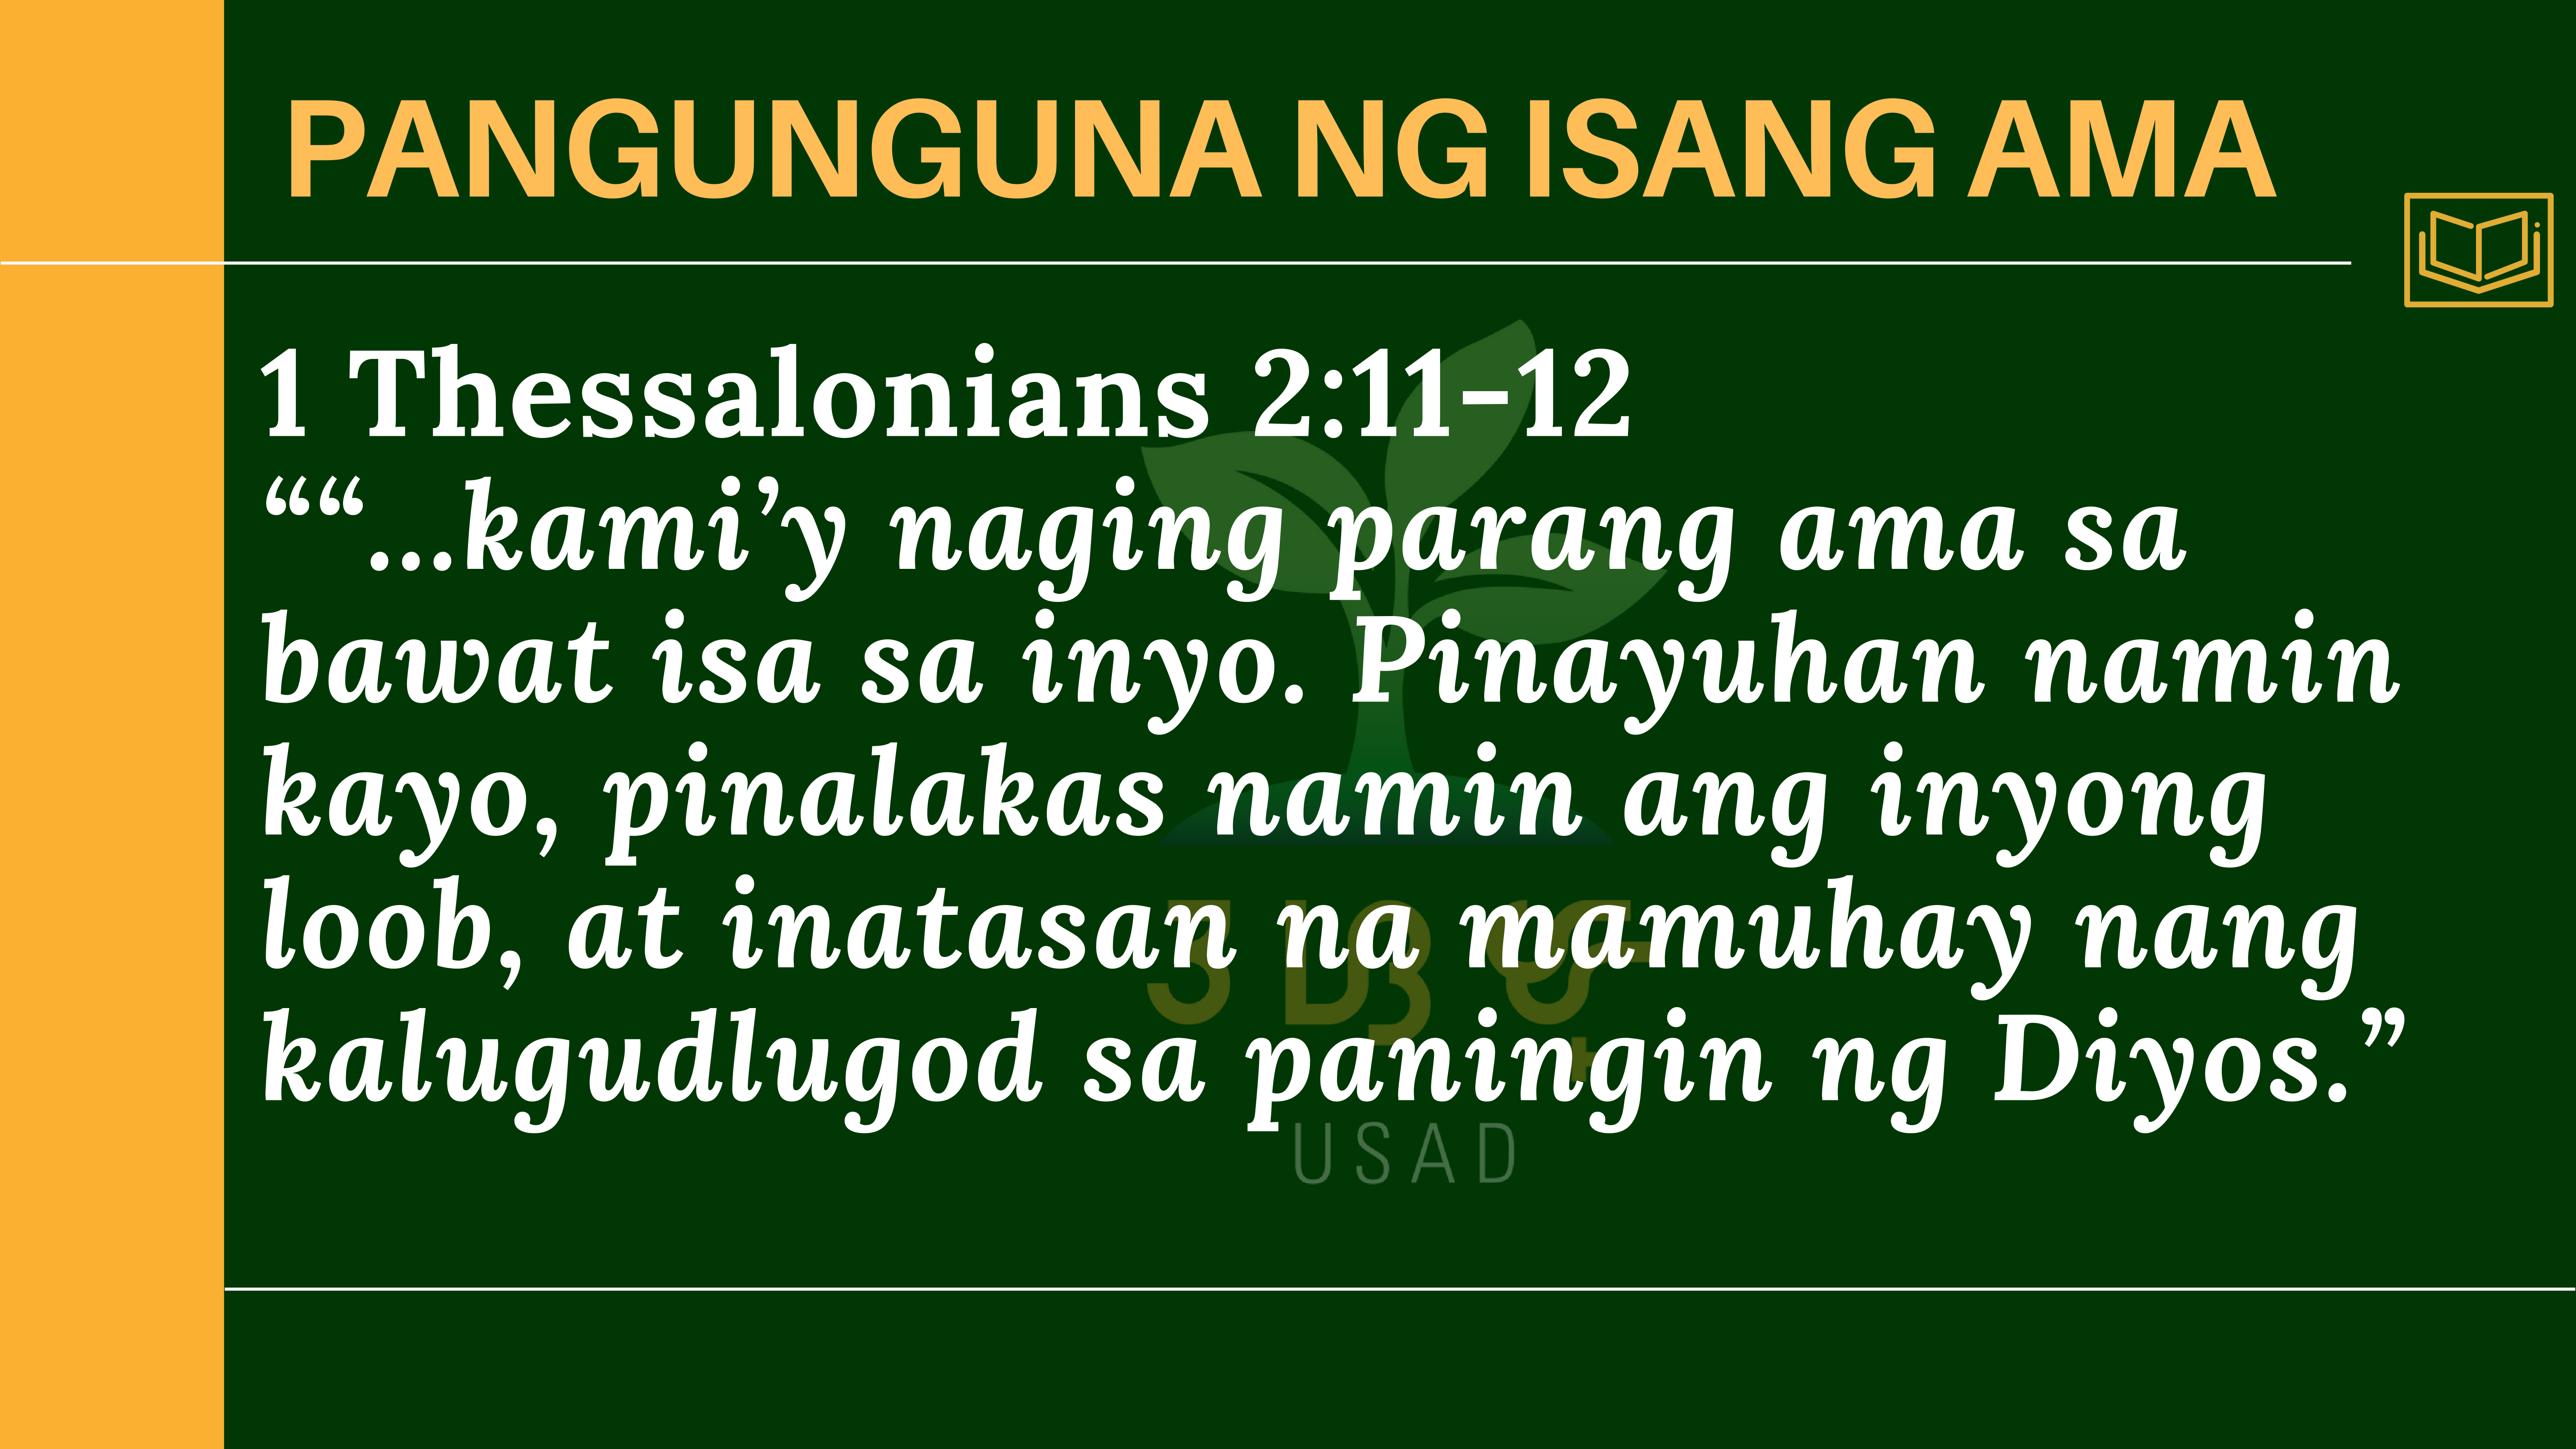 PANGUNGUNA NG ISANG AMA
1 Thessalonians 2:11-12
““...kami’y naging parang ama sa
bawat isa sa inyo. Pinayuhan namin
kayo, pinalakas namin ang inyong
loob, at inatasan na mamuhay nang
kalugudlugod sa paningin ng Diyos.”
USAD